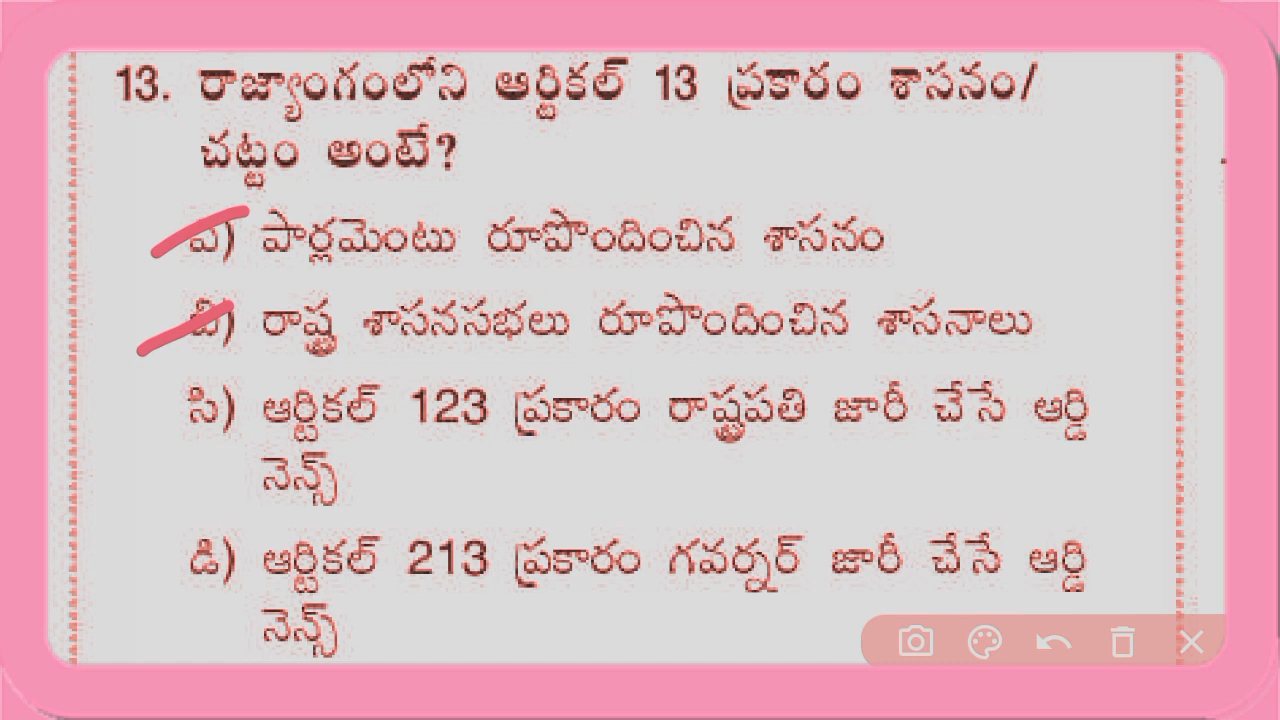 13. రాజ్యాంగంలోని ఆర్టికల్ 13 ప్రకారం శాసనం/
చట్టం అంటే?
ఎ) పార్లమెంటు రూపొందించిన శాసనం
బి) రాష్ట్ర శాసనసభలు రూపొందించిన శాసనాలు
సి) ఆర్టికల్ 123 ప్రకారం రాష్ట్రపతి జారీ చేసే ఆర్డి
నెన్స్
డి) ఆర్టికల్ 213 ప్రకారం గవర్నర్ జారీ చేసే ఆర్డి
నెన్స్